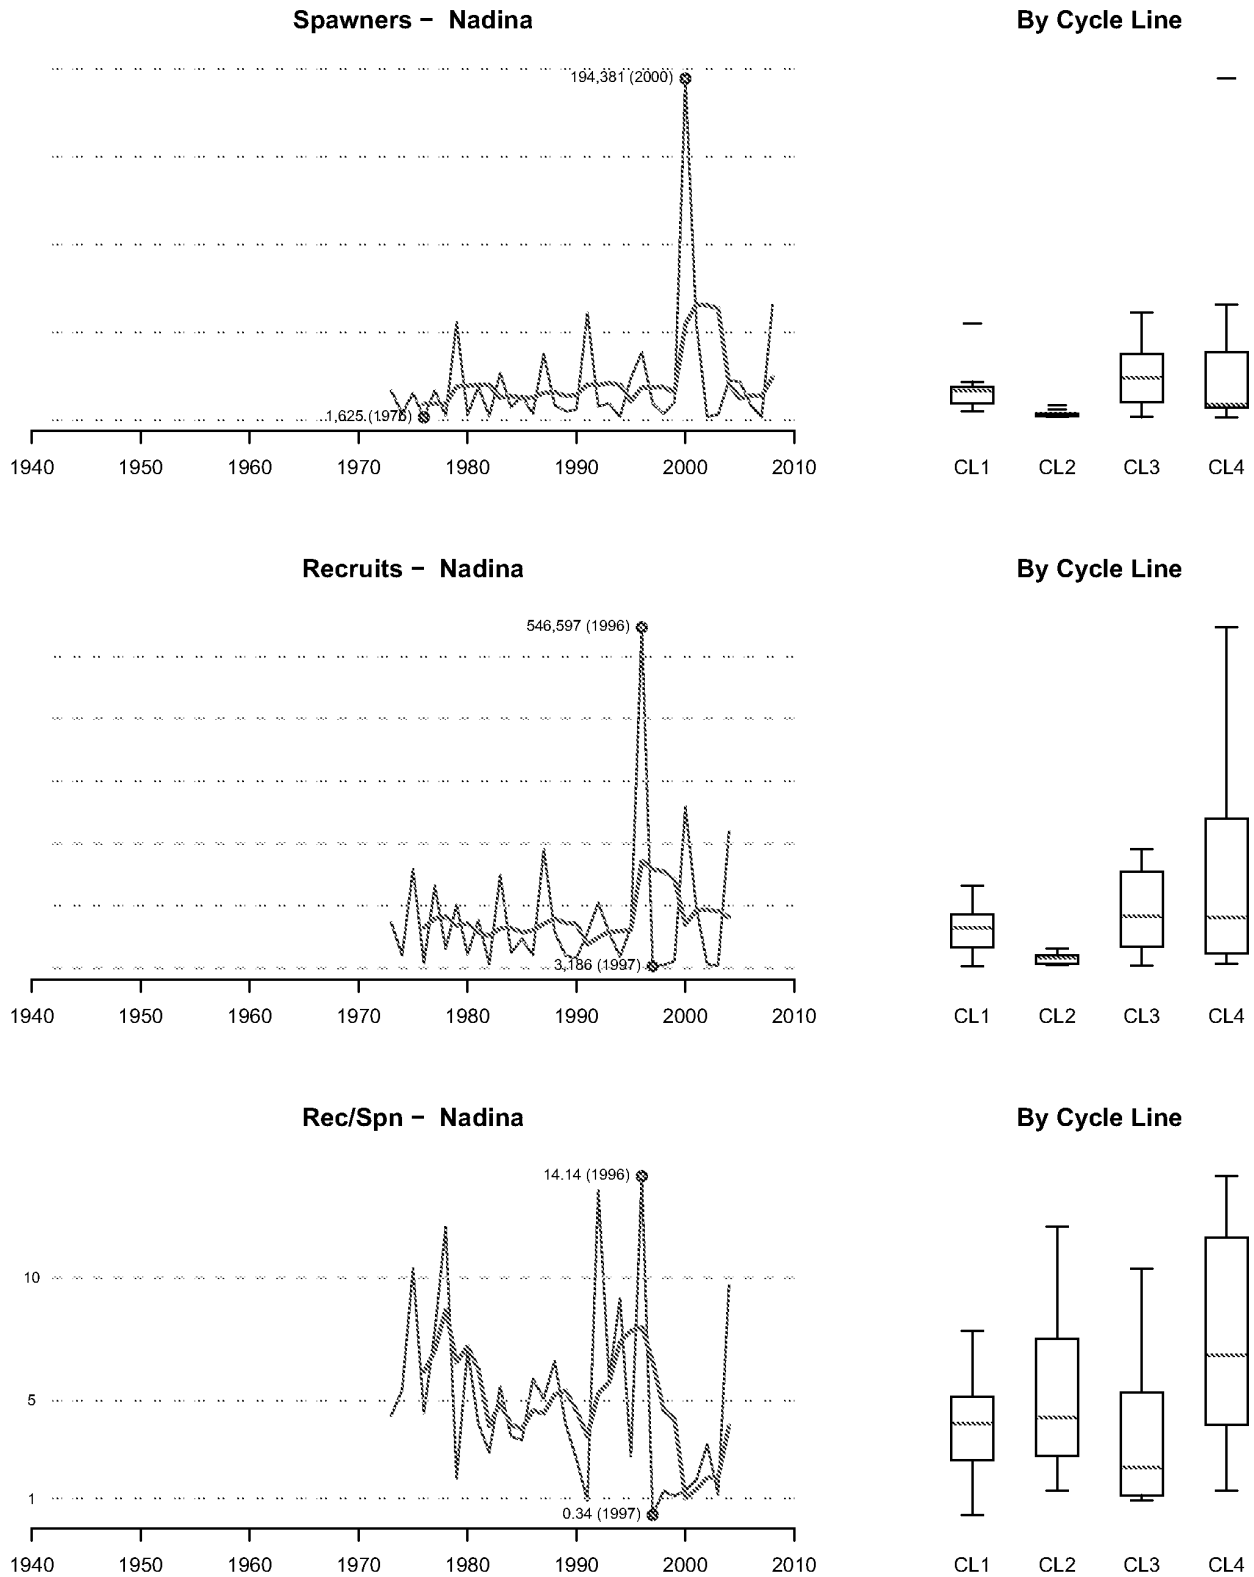 Spawners − Nadina
By Cycle Line
194,381 (2000)
1,625 (1976)
1940 1950 1960 1970 1980 1990 2000 2010
CL1 CL2 CL3 CL4
Recruits − Nadina
By Cycle Line
546,597 (1996)
3,186 (1997)
1940 1950 1960 1970 1980 1990 2000 2010
CL1 CL2 CL3 CL4
Rec/Spn − Nadina
By Cycle Line
14.14 (1996)
10
5
1
0.34 (1997)
1940 1950 1960 1970 1980 1990 2000 2010
CL1 CL2 CL3 CL4